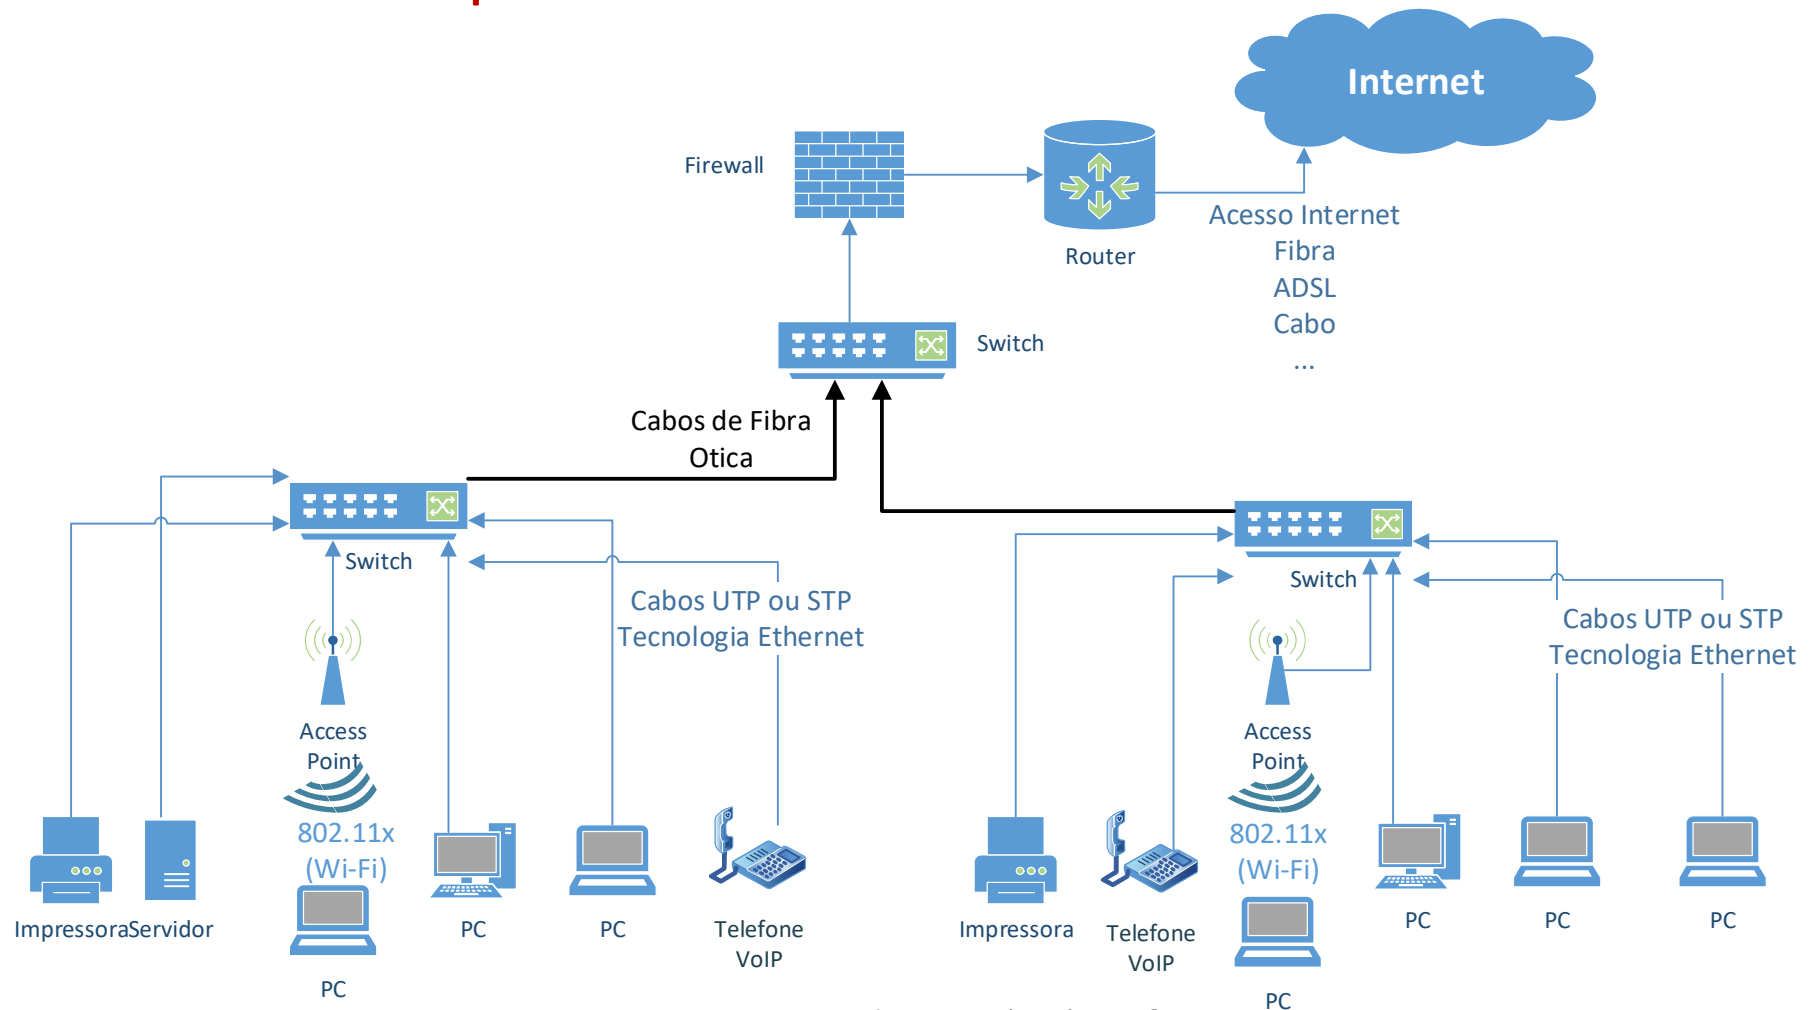 Internet
Firewall
Router
Acesso Internet
Fibra
ADSL
Cabo
...
Switch
Cabos de Fibra
Otica
Switch
Cabos UTP ou STP
Tecnologia Ethernet
Access
Point
802.11x
(Wi-Fi)
Impressora
Servidor
PC
PC
PC
Telefone
VoIP
Switch
Cabos UTP ou STP
Tecnologia Ethernet
Access
Point
802.11x
(Wi-Fi)
Impressora
Telefone
VoIP
PC
PC
PC
PC